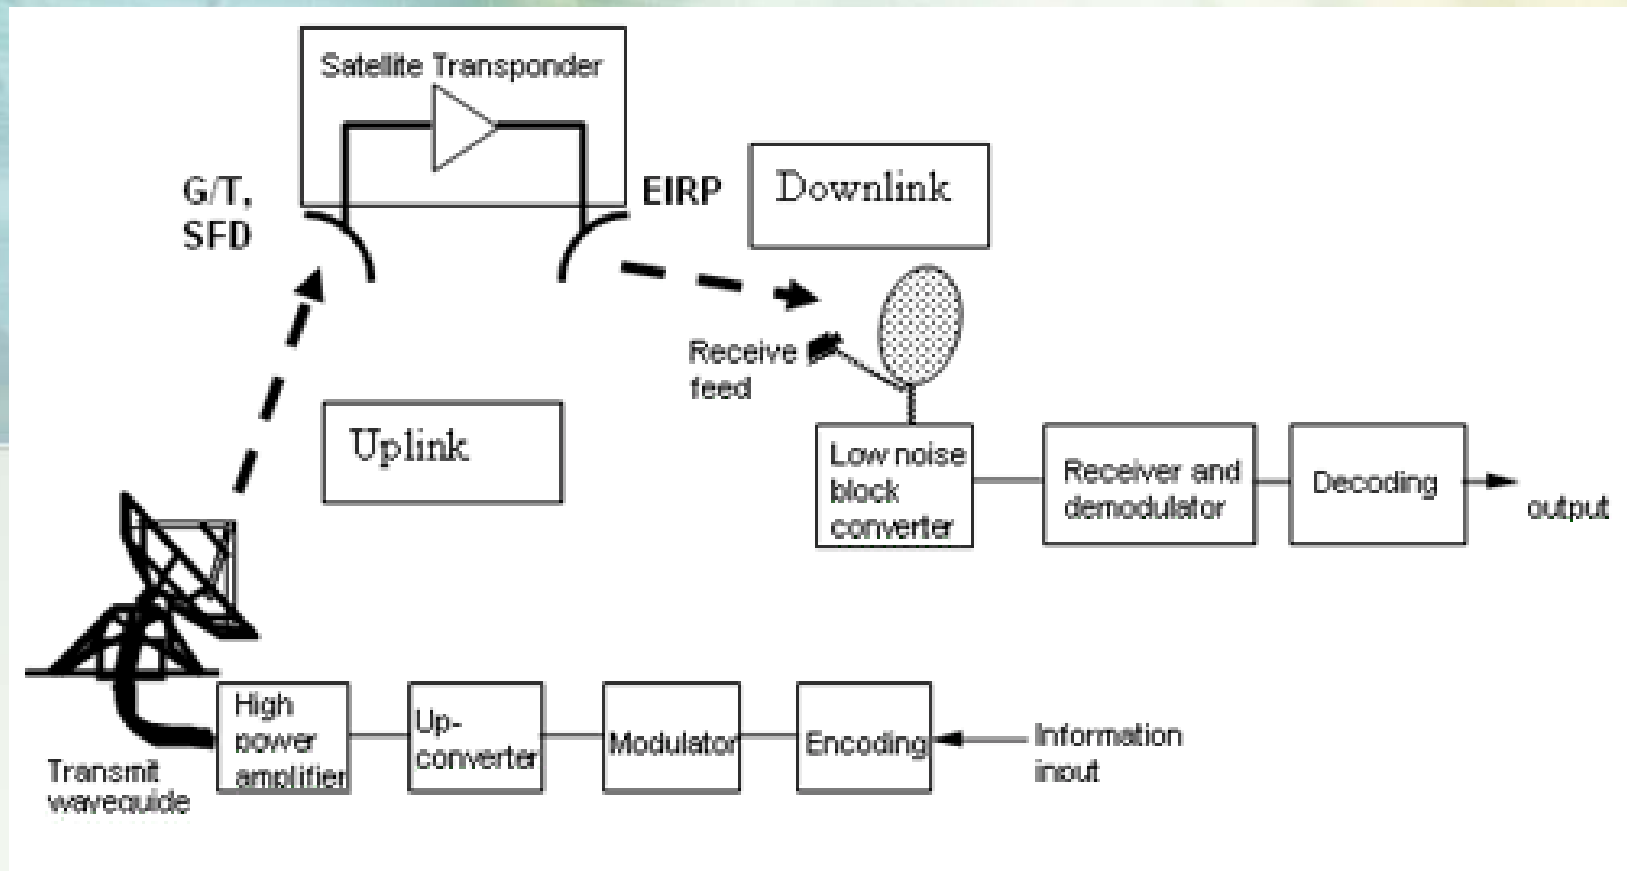 Satellite Transponder
G/T,
SFD
EIRP
Downlink
Receive
feed
Uplink
Low noise
block
converter
Receiver and
demodulator
Decoding
output
High
power
amplifier
Up-
converter
Modulator
Encoding
Information
input
Transmit
waveguide